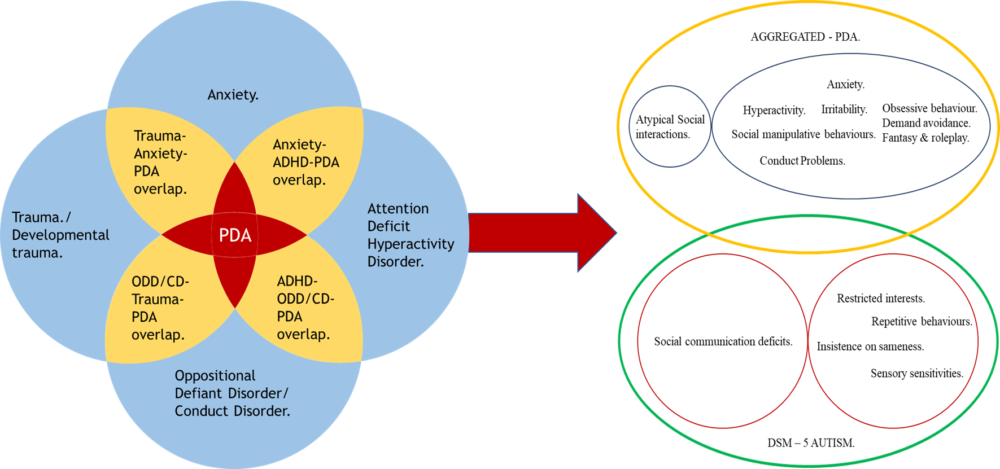 Anxiety.
Trauma-
Anxiety-
PDA
overlap.
Anxiety-
ADHD-PDA
overlap.
Trauma./
Developmental
trauma.
PDA
Attention
Deficit
Hyperactivity
Disorder.
ODD/CD-
Trauma-
PDA
overlap.
ADHD-
ODD/CD-
PDA
overlap.
Oppositional
Defiant Disorder/
Conduct Disorder.
AGGREGATED - PDA.
Atypical Social
interactions.
Anxiety.
Hyperactivity.
Irritability.
Social manipulative behaviours.
Conduct Problems.
Obsessive behaviour.
Demand avoidance.
Fantasy & roleplay.
Social communication deficits.
Restricted interests.
Repetitive behaviours.
Insistence on sameness.
Sensory sensitivities.
DSM – 5 AUTISM.